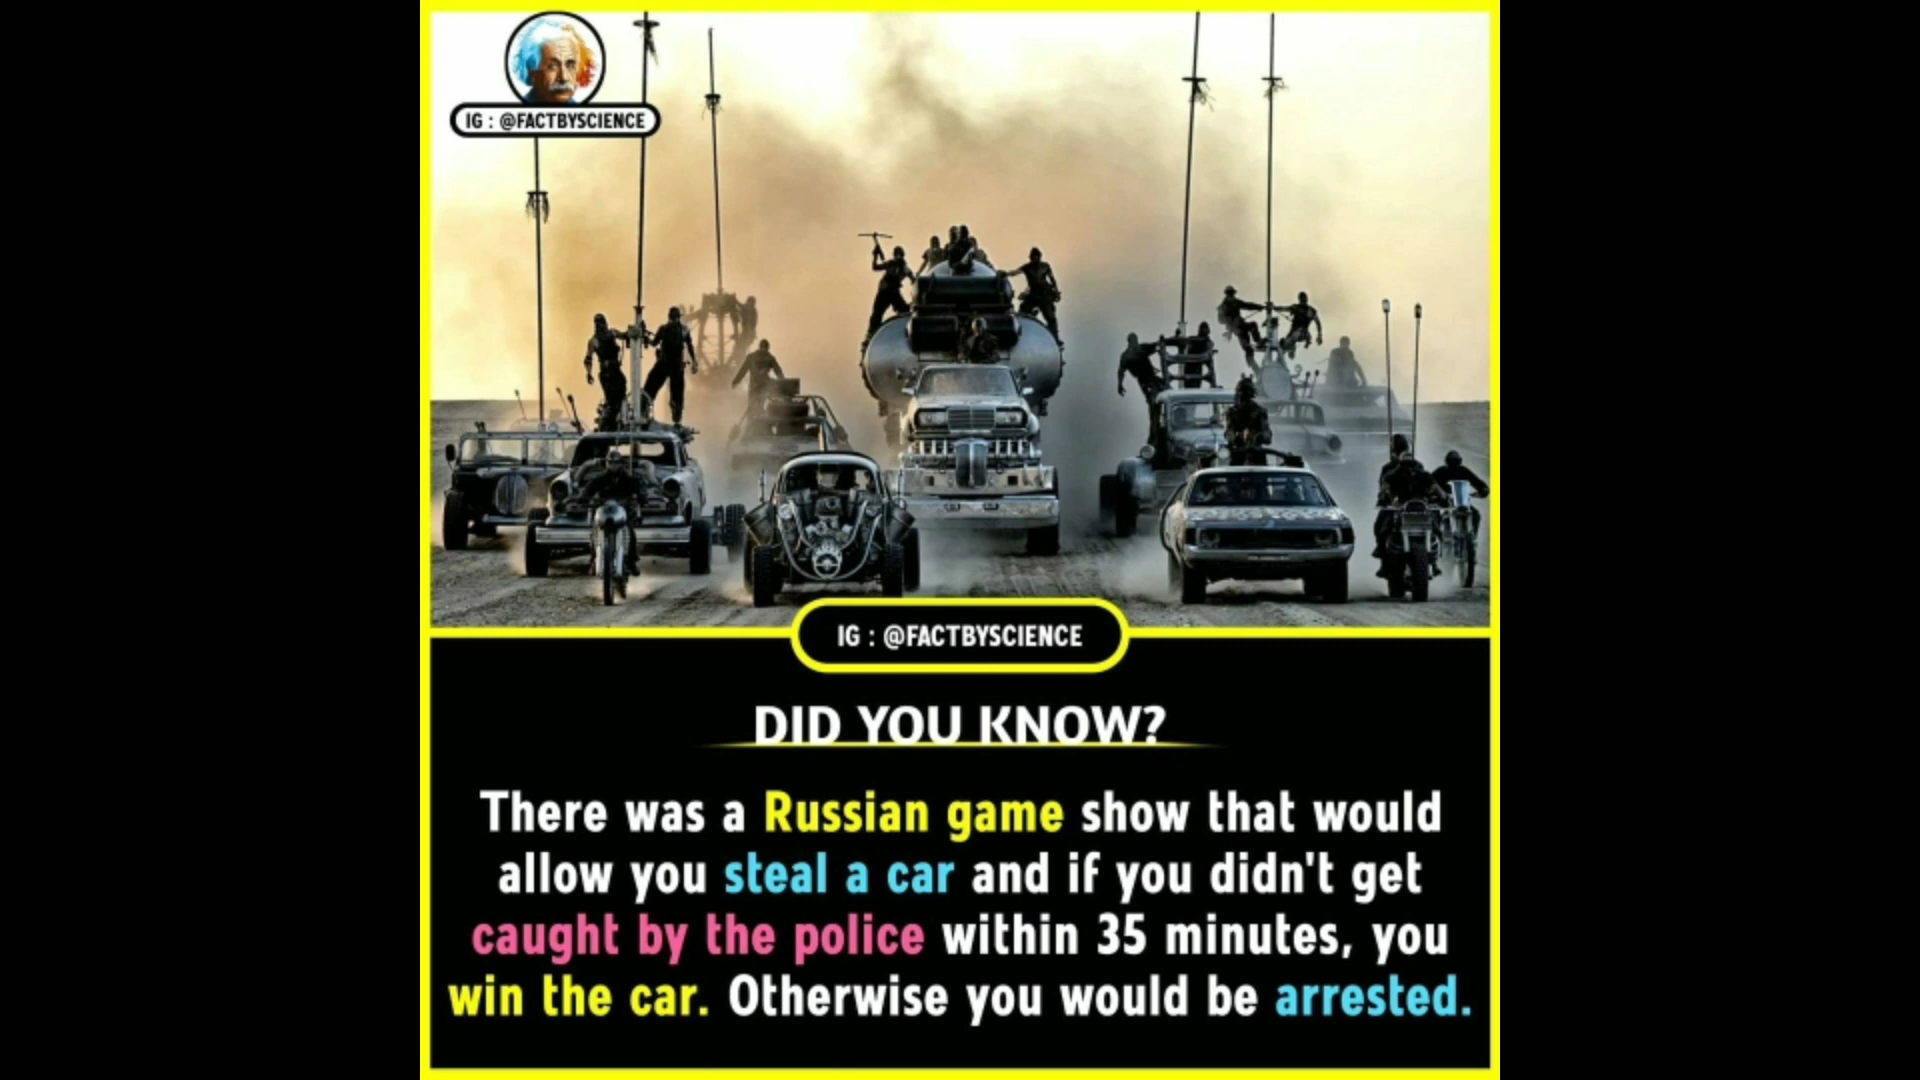 IG : @FACTBYSCIENCE
IG : @FACTBYSCIENCE
DID YOU KNOW?
There was a Russian game show that would
allow you steal a car and if you didn't get
caught by the police within 35 minutes, you
win the car. Otherwise you would be arrested.